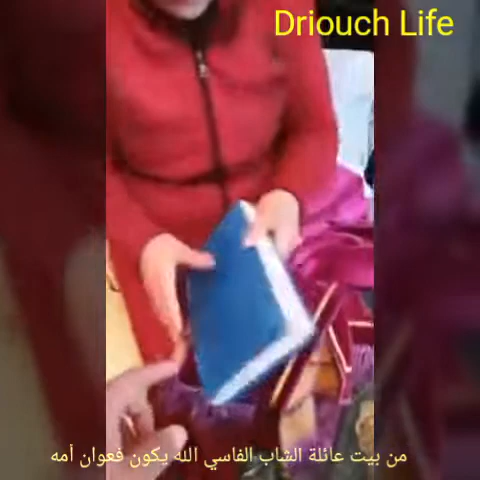 Driouch Life
من بيت عائلة الشاب الفاسي الله يكون فعوان أمه